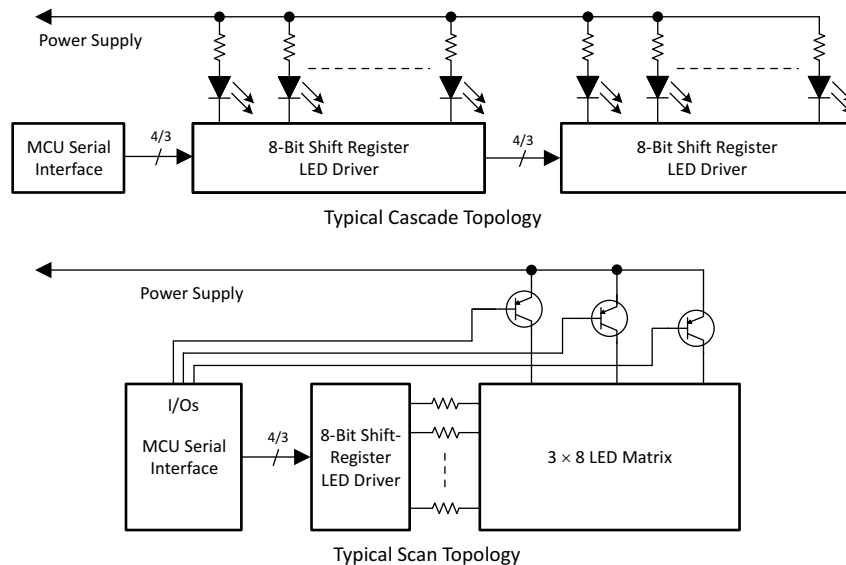 Power Supply
MCU Serial
Interface
4/3
8-Bit Shift Register
LED Driver
4/3
8-Bit Shift Register
LED Driver
Typical Cascade Topology
Power Supply
I/Os
MCU Serial
Interface
4/3
8-Bit Shift-
Register
LED Driver
3 × 8 LED Matrix
Typical Scan Topology